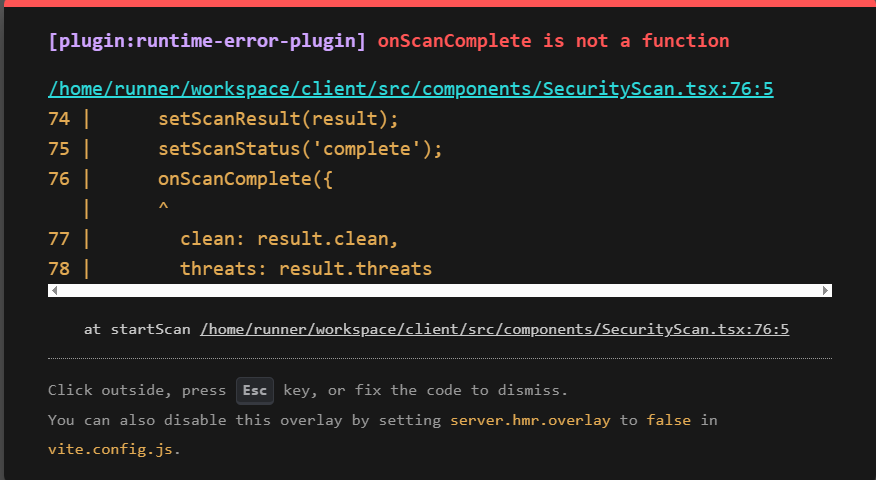 [plugin:runtime-error-plugin] onScanComplete is not a function
/home/runner/workspace/client/src/components/SecurityScan.tsx:76:5
74 |      setScanResult(result);
75 |      setScanStatus('complete');
76 |      onScanComplete({
   |      ^
77 |        clean: result.clean,
78 |        threats: result.threats
at startScan /home/runner/workspace/client/src/components/SecurityScan.tsx:76:5
Click outside, press Esc key, or fix the code to dismiss.
You can also disable this overlay by setting server.hmr.overlay to false in
vite.config.js.